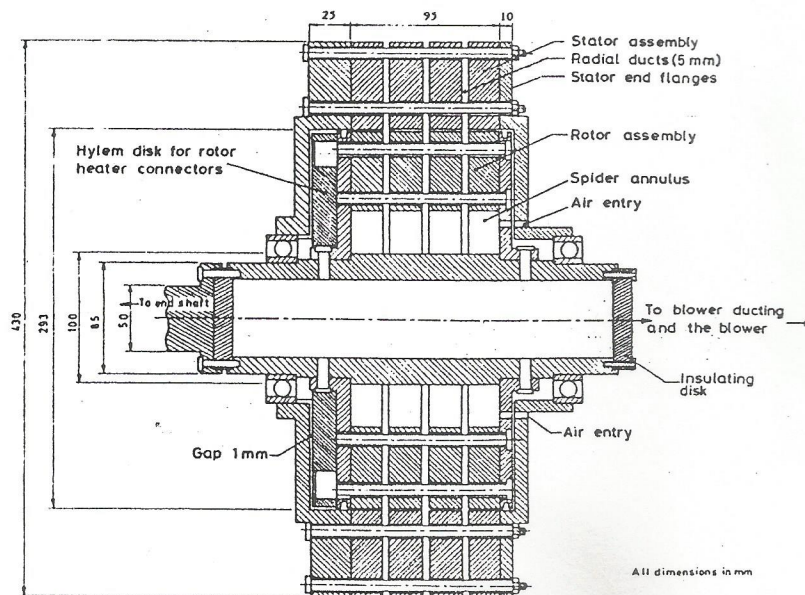 25
95
10
Stator assembly
Radial ducts (5 mm)
Stator end flanges
Rotor assembly
Hylem disk for rotor
heater connectors
Spider annulus
Air entry
430
293
100
85
50
To end shaft
To blower ducting
and the blower
Insulating
disk
Air entry
Gap 1mm
All dimensions in mm